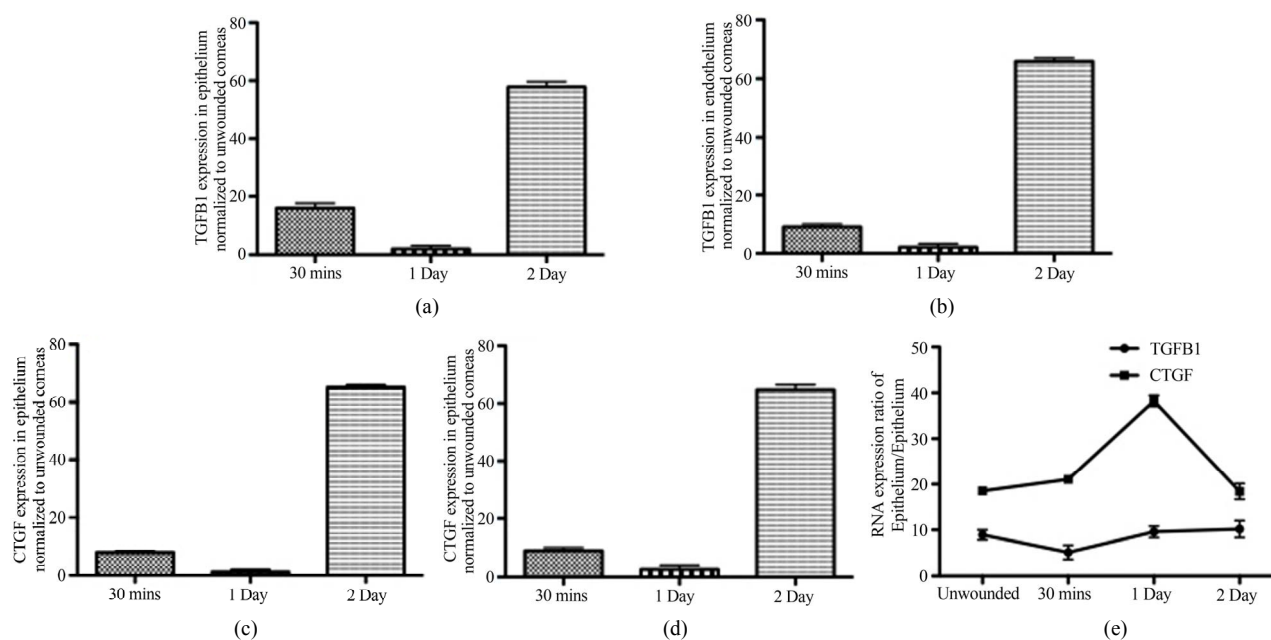 80
60
40
20
0
TGFB1 expression in epithelium
normalized to unwounded corneas
30 mins
1 Day
2 Day
(a)
80
60
40
20
0
TGFB1 expression in endothelium
normalized to unwounded corneas
30 mins
1 Day
2 Day
(b)
80
60
40
20
0
CTGF expression in epithelium
normalized to unwounded corneas
30 mins
1 Day
2 Day
(c)
80
60
40
20
0
CTGF expression in epithelium
normalized to unwounded corneas
30 mins
1 Day
2 Day
(d)
50
40
30
20
10
0
RNA expression ratio of
Epithelium/Epithelium
TGFB1
CTGF
Unwounded
30 mins
1 Day
2 Day
(e)